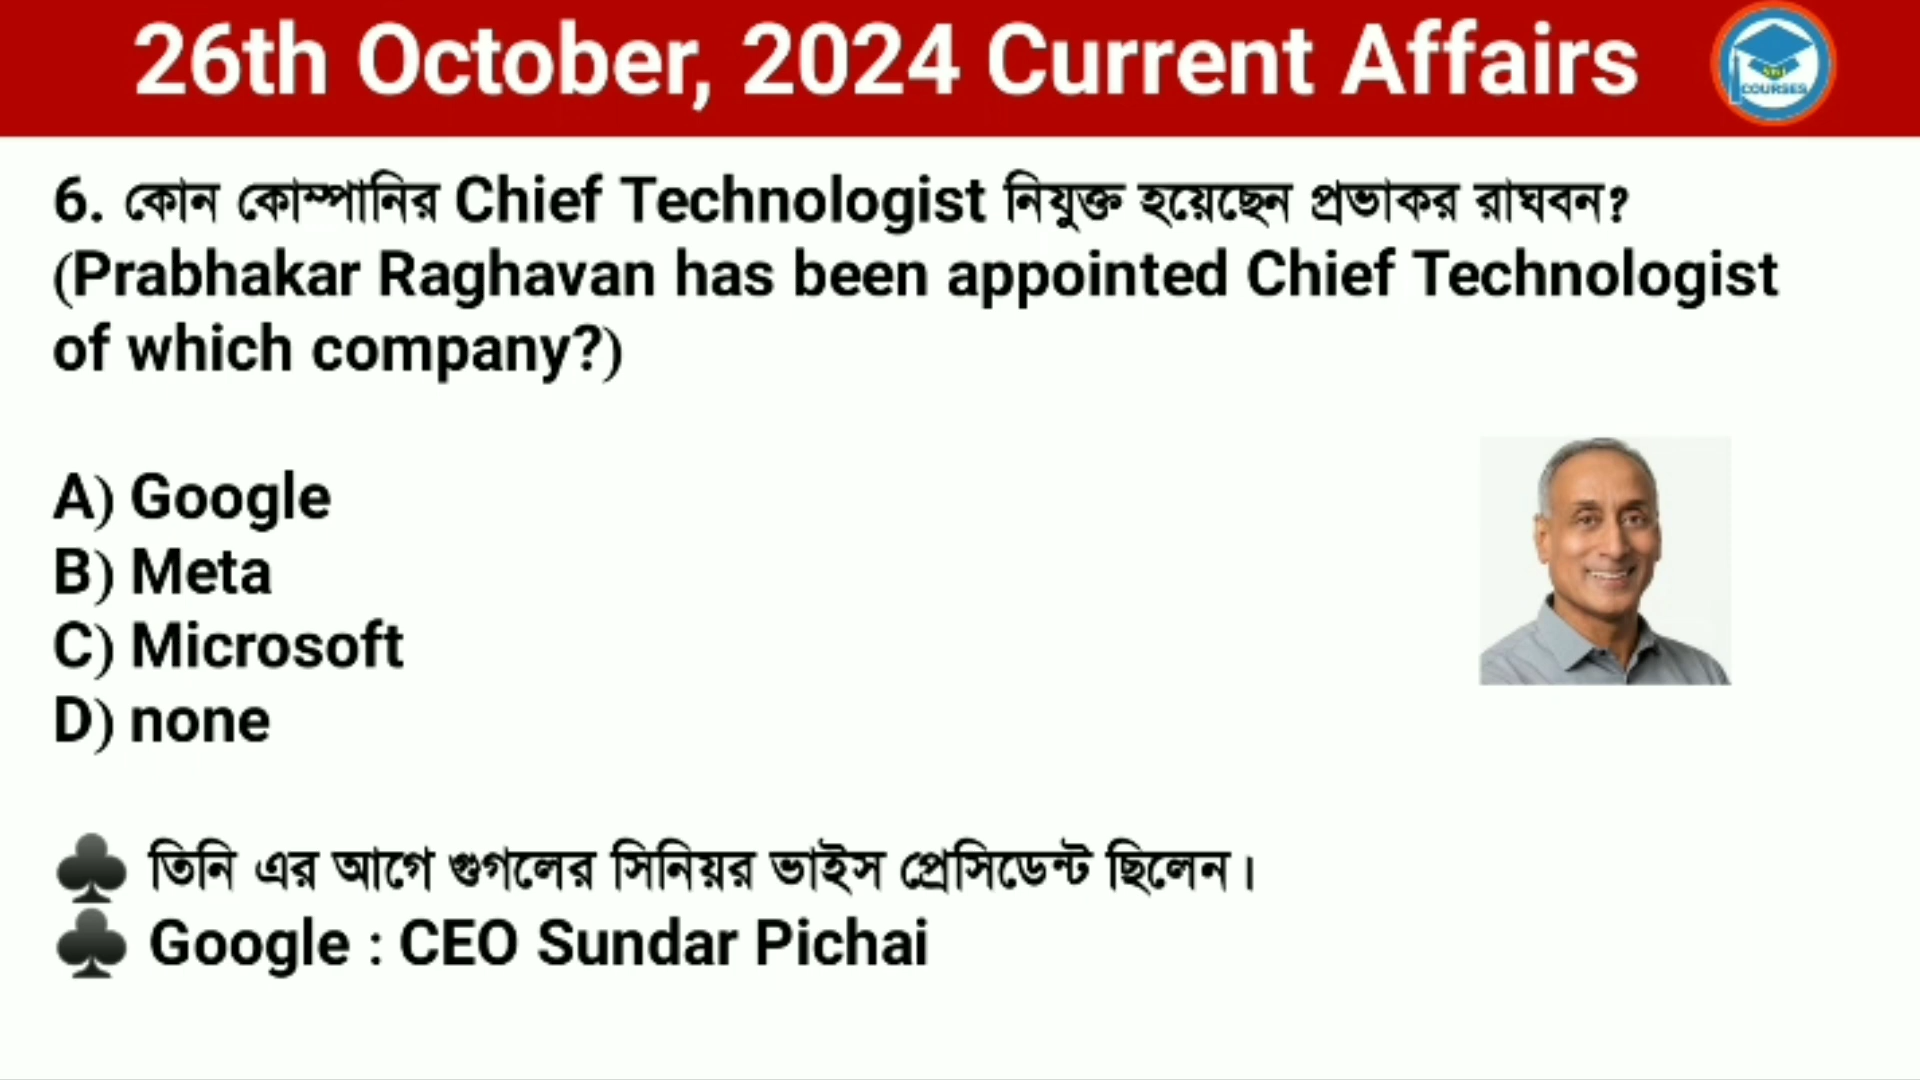 26th October, 2024 Current Affairs
COURSES
6. কোন কোম্পানির Chief Technologist নিযুক্ত হয়েছেন প্রভাকর রাঘবন?
(Prabhakar Raghavan has been appointed Chief Technologist
of which company?)
A) Google
B) Meta
C) Microsoft
D) none
♣ তিনি এর আগে গুগলের সিনিয়র ভাইস প্রেসিডেন্ট ছিলেন।
♣ Google : CEO Sundar Pichai